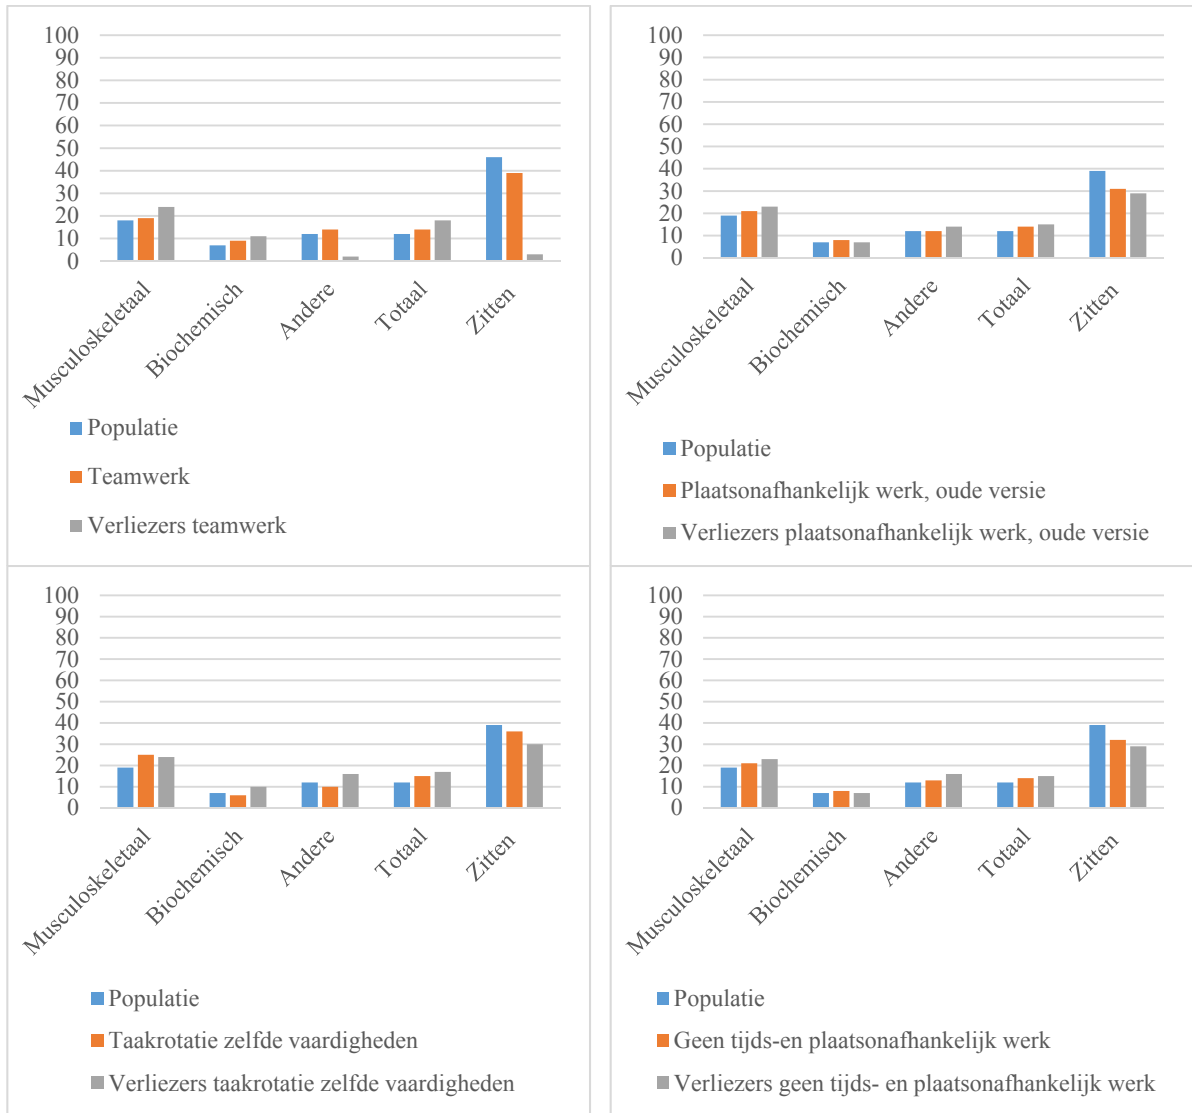 100
90
80
70
60
50
40
30
20
10
0
Musculoskeletaal
Biochemisch
Andere
Totaal
Zitten
Populatie
Teamwerk
Verliezers teamwerk
100
90
80
70
60
50
40
30
20
10
0
Musculoskeletaal
Biochemisch
Andere
Totaal
Zitten
Populatie
Plaatsonafhankelijk werk, oude versie
Verliezers plaatsonafhankelijk werk, oude versie
100
90
80
70
60
50
40
30
20
10
0
Musculoskeletaal
Biochemisch
Andere
Totaal
Zitten
Populatie
Taakrotatie zelfde vaardigheden
Verliezers taakrotatie zelfde vaardigheden
100
90
80
70
60
50
40
30
20
10
0
Musculoskeletaal
Biochemisch
Andere
Totaal
Zitten
Populatie
Geen tijds-en plaatsonafhankelijk werk
Verliezers geen tijds- en plaatsonafhankelijk werk